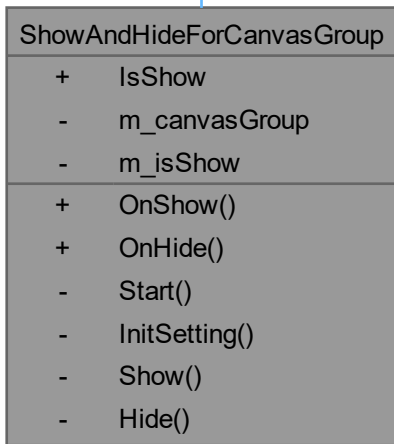 ShowAndHideForCanvasGroup
+ IsShow
- m_canvasGroup
- m_isShow
+ OnShow()
+ OnHide()
- Start()
- InitSetting()
- Show()
- Hide()